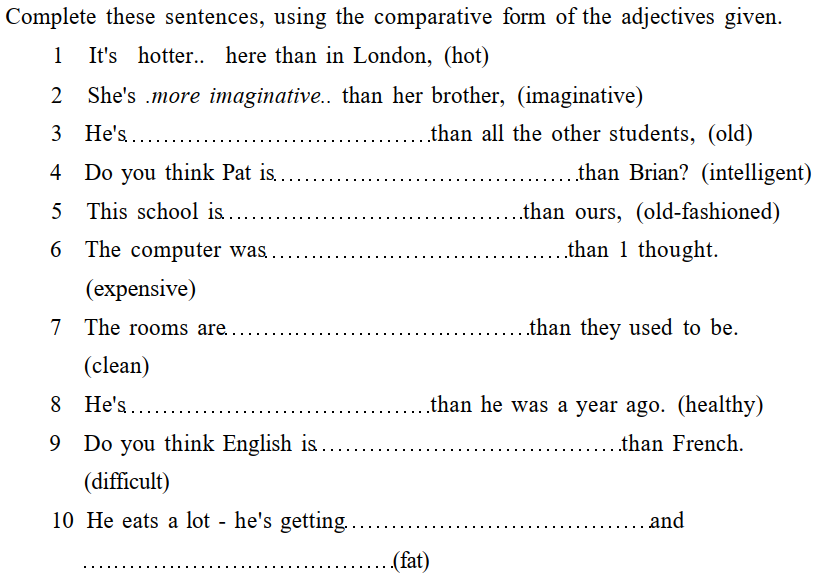 Complete these sentences, using the comparative form of the adjectives given.
1 It's hotter.. here than in London, (hot)
2 She's .more imaginative.. than her brother, (imaginative)
3 He's......................................than all the other students, (old)
4 Do you think Pat is......................................than Brian? (intelligent)
5 This school is......................................than ours, (old-fashioned)
6 The computer was......................................than 1 thought.
(expensive)
7 The rooms are......................................than they used to be.
(clean)
8 He's......................................than he was a year ago. (healthy)
9 Do you think English is......................................than French.
(difficult)
10 He eats a lot - he's getting.......................................and
.......................................(fat)